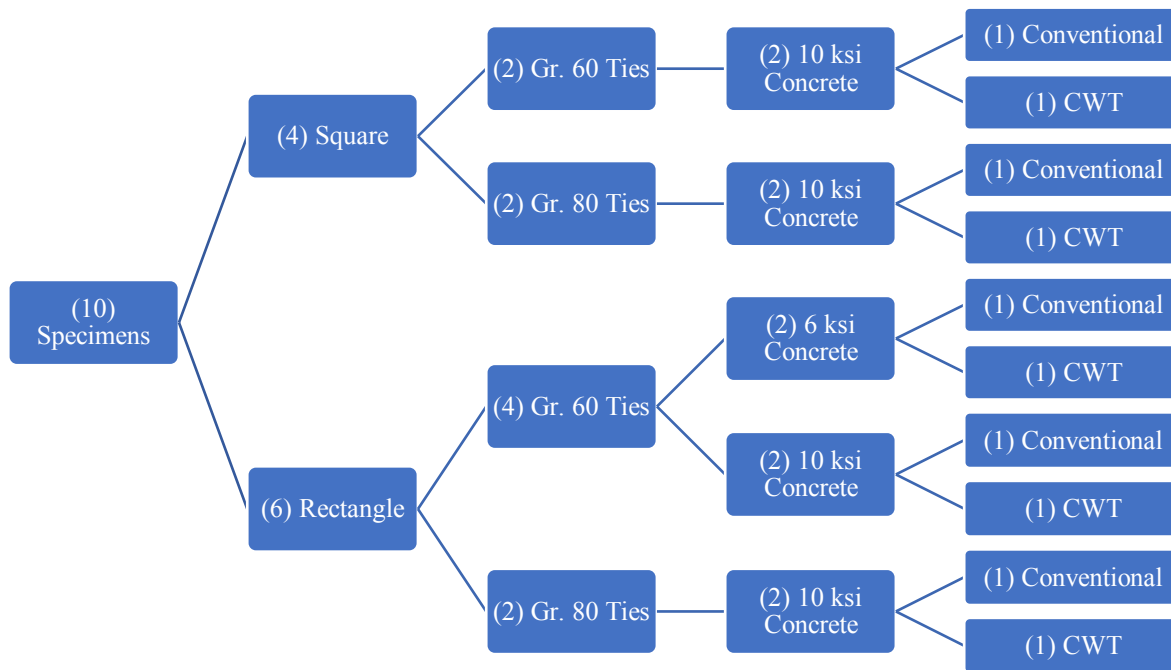 (10)
Specimens
(4) Square
(6) Rectangle
(2) Gr. 60 Ties
(2) Gr. 80 Ties
(4) Gr. 60 Ties
(2) Gr. 80 Ties
(2) 10 ksi
Concrete
(2) 10 ksi
Concrete
(2) 6 ksi
Concrete
(2) 10 ksi
Concrete
(2) 10 ksi
Concrete
(1) Conventional
(1) CWT
(1) Conventional
(1) CWT
(1) Conventional
(1) CWT
(1) Conventional
(1) CWT
(1) Conventional
(1) CWT